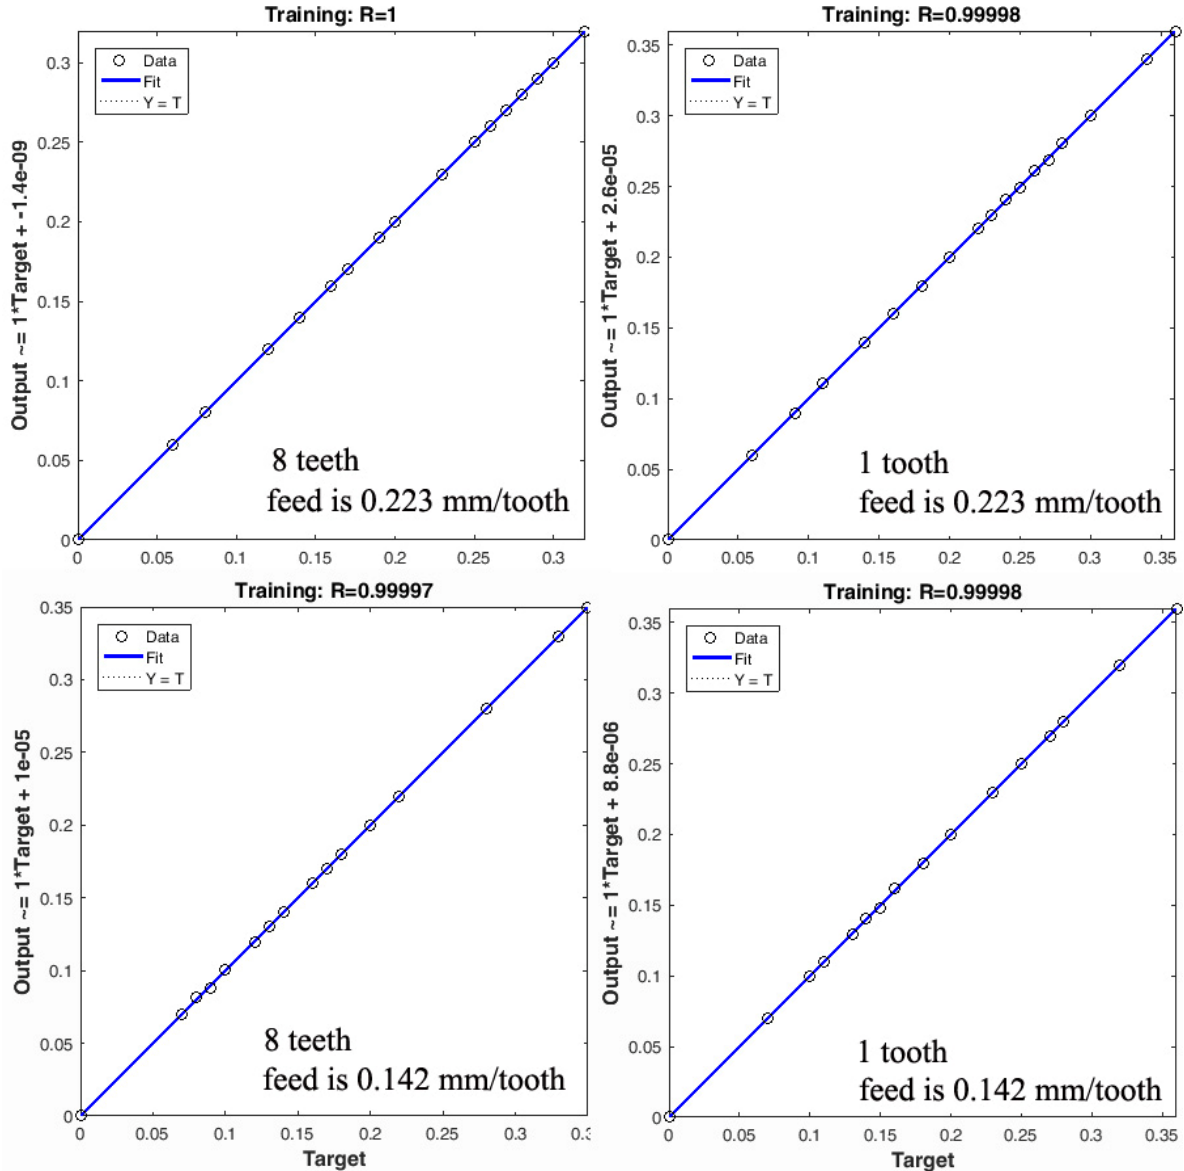 Training: R=1
Data
Fit
Y = T
Output ~= 1*Target + -1.4e-09
0.3
0.25
0.2
0.15
0.1
0.05
0
8 teeth
feed is 0.223 mm/tooth
0 0.05 0.1 0.15 0.2 0.25 0.3
Training: R=0.99998
Data
Fit
Y = T
Output ~= 1*Target + 2.6e-05
0.35
0.3
0.25
0.2
0.15
0.1
0.05
0
1 tooth
feed is 0.223 mm/tooth
0 0.05 0.1 0.15 0.2 0.25 0.3 0.35
Training: R=0.99997
Data
Fit
Y = T
Output ~= 1*Target + 1e-05
0.35
0.3
0.25
0.2
0.15
0.1
0.05
0
8 teeth
feed is 0.142 mm/tooth
0 0.05 0.1 0.15 0.2 0.25 0.3
Target
Training: R=0.99998
Data
Fit
Y = T
Output ~= 1*Target + 8.8e-06
0.35
0.3
0.25
0.2
0.15
0.1
0.05
0
1 tooth
feed is 0.142 mm/tooth
0 0.05 0.1 0.15 0.2 0.25 0.3 0.35
Target